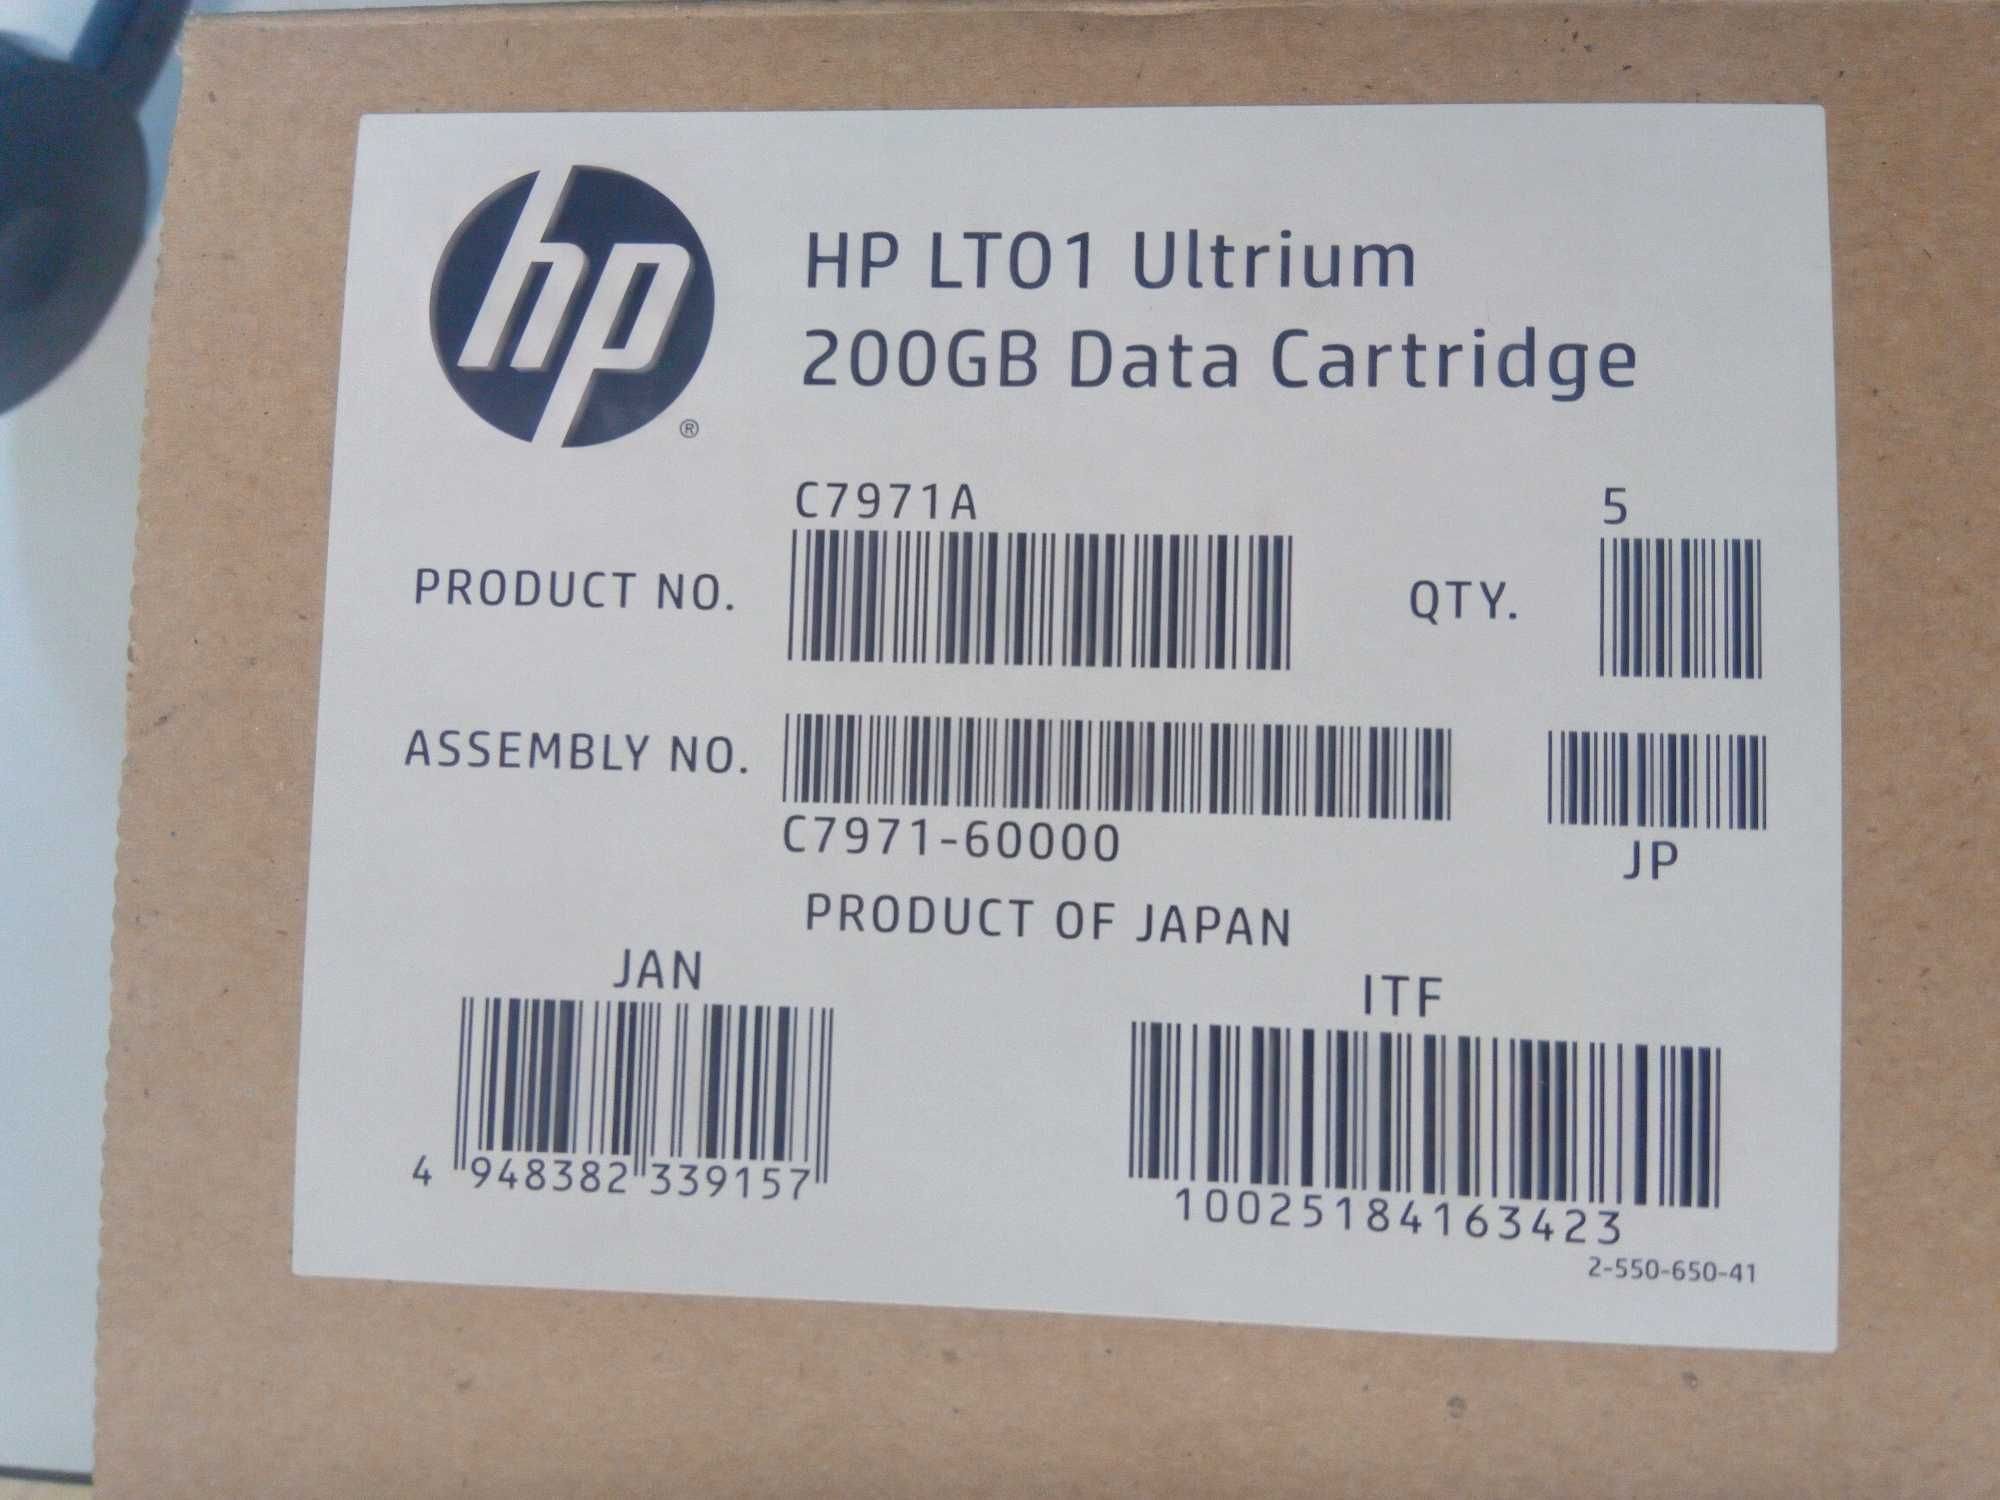 hp
®
HP LTO1 Ultrium
200GB Data Cartridge
C7971A
PRODUCT NO.
5
QTY.
ASSEMBLY NO.
C7971-60000
JP
PRODUCT OF JAPAN
JAN
4 948382 339157
ITF
10025184163423
2-550-650-41